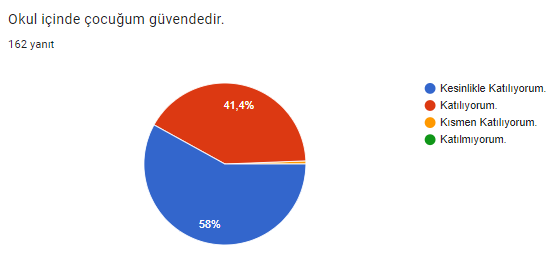 Okul içinde çocuğum güvendedir.
162 yanıt
41,4%
58%
Kesinlikle Katılıyorum.
Katılıyorum.
Kısmen Katılıyorum.
Katılmıyorum.